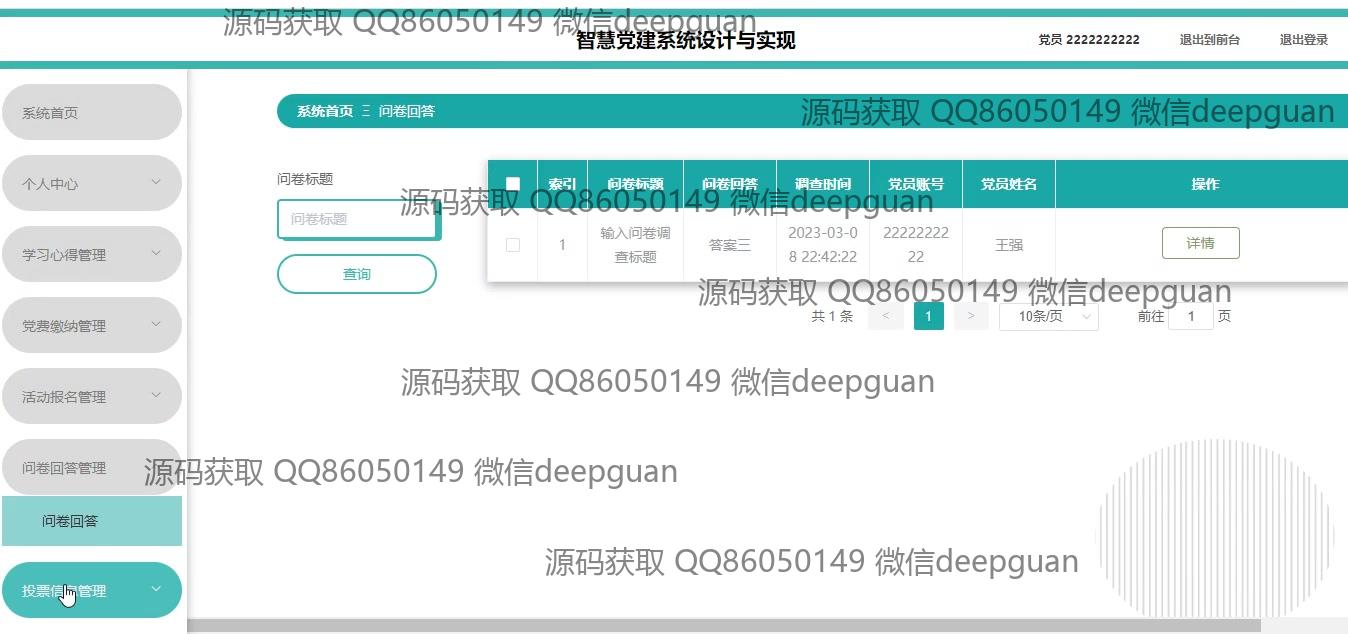 源码获取 QQ86050149 微信deepguan
智慧党建系统设计与实现
党员 2222222222
退出到前台
退出登录
系统首页
个人中心
学习心得管理
党费缴纳管理
活动报名管理
问卷回答管理
问卷回答
投票信息管理
系统首页 Ξ 问卷回答
源码获取 QQ86050149 微信deepguan
问卷标题
问卷标题
查询
索引 问卷标题 问卷回答 调查时间 党员账号 党员姓名 操作
源码获取 QQ86050149 微信deepguan
1 输入问卷调查标题 答案三 2023-03-08 22:42:22 2222222222 王强 详情
源码获取 QQ86050149 微信deepguan
共 1 条 < 1 > 10条/页 前往 1 页
源码获取 QQ86050149 微信deepguan
源码获取 QQ86050149 微信deepguan
源码获取 QQ86050149 微信deepguan